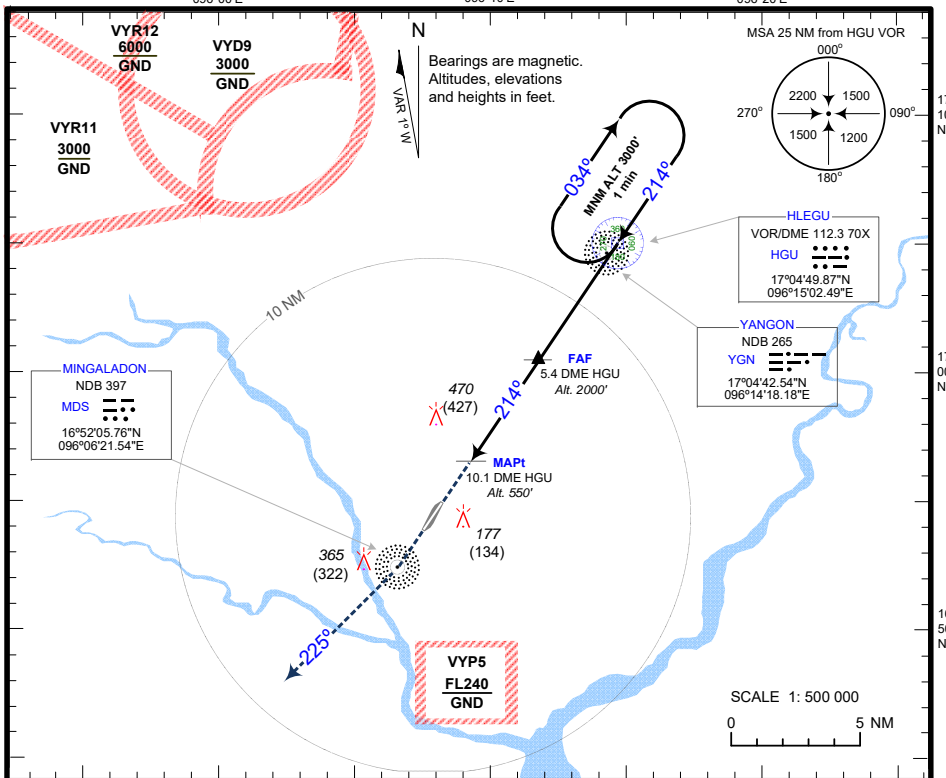 VYR12
6000
GND
VYD9
3000
GND
VYR11
3000
GND
N
VAR 1° W
Bearings are magnetic.
Altitudes, elevations
and heights in feet.
MSA 25 NM from HGU VOR
000°
2200 1500
270° 090°
1500 1200
180°
034°
MNM ALT 3000'
1 min
214°
HLEGU
VOR/DME 112.3 70X
HGU
17°04'49.87"N
096°15'02.49"E
YANGON
NDB 265
YGN
17°04'42.54"N
096°14'18.18"E
10 NM
FAF
5.4 DME HGU
Alt. 2000'
214°
MINGALADON
NDB 397
MDS
16°52'05.76"N
096°06'21.54"E
470
(427)
MAPt
10.1 DME HGU
Alt. 550'
177
(134)
365
(322)
225°
VYP5
FL240
GND
SCALE 1: 500 000
0 5 NM